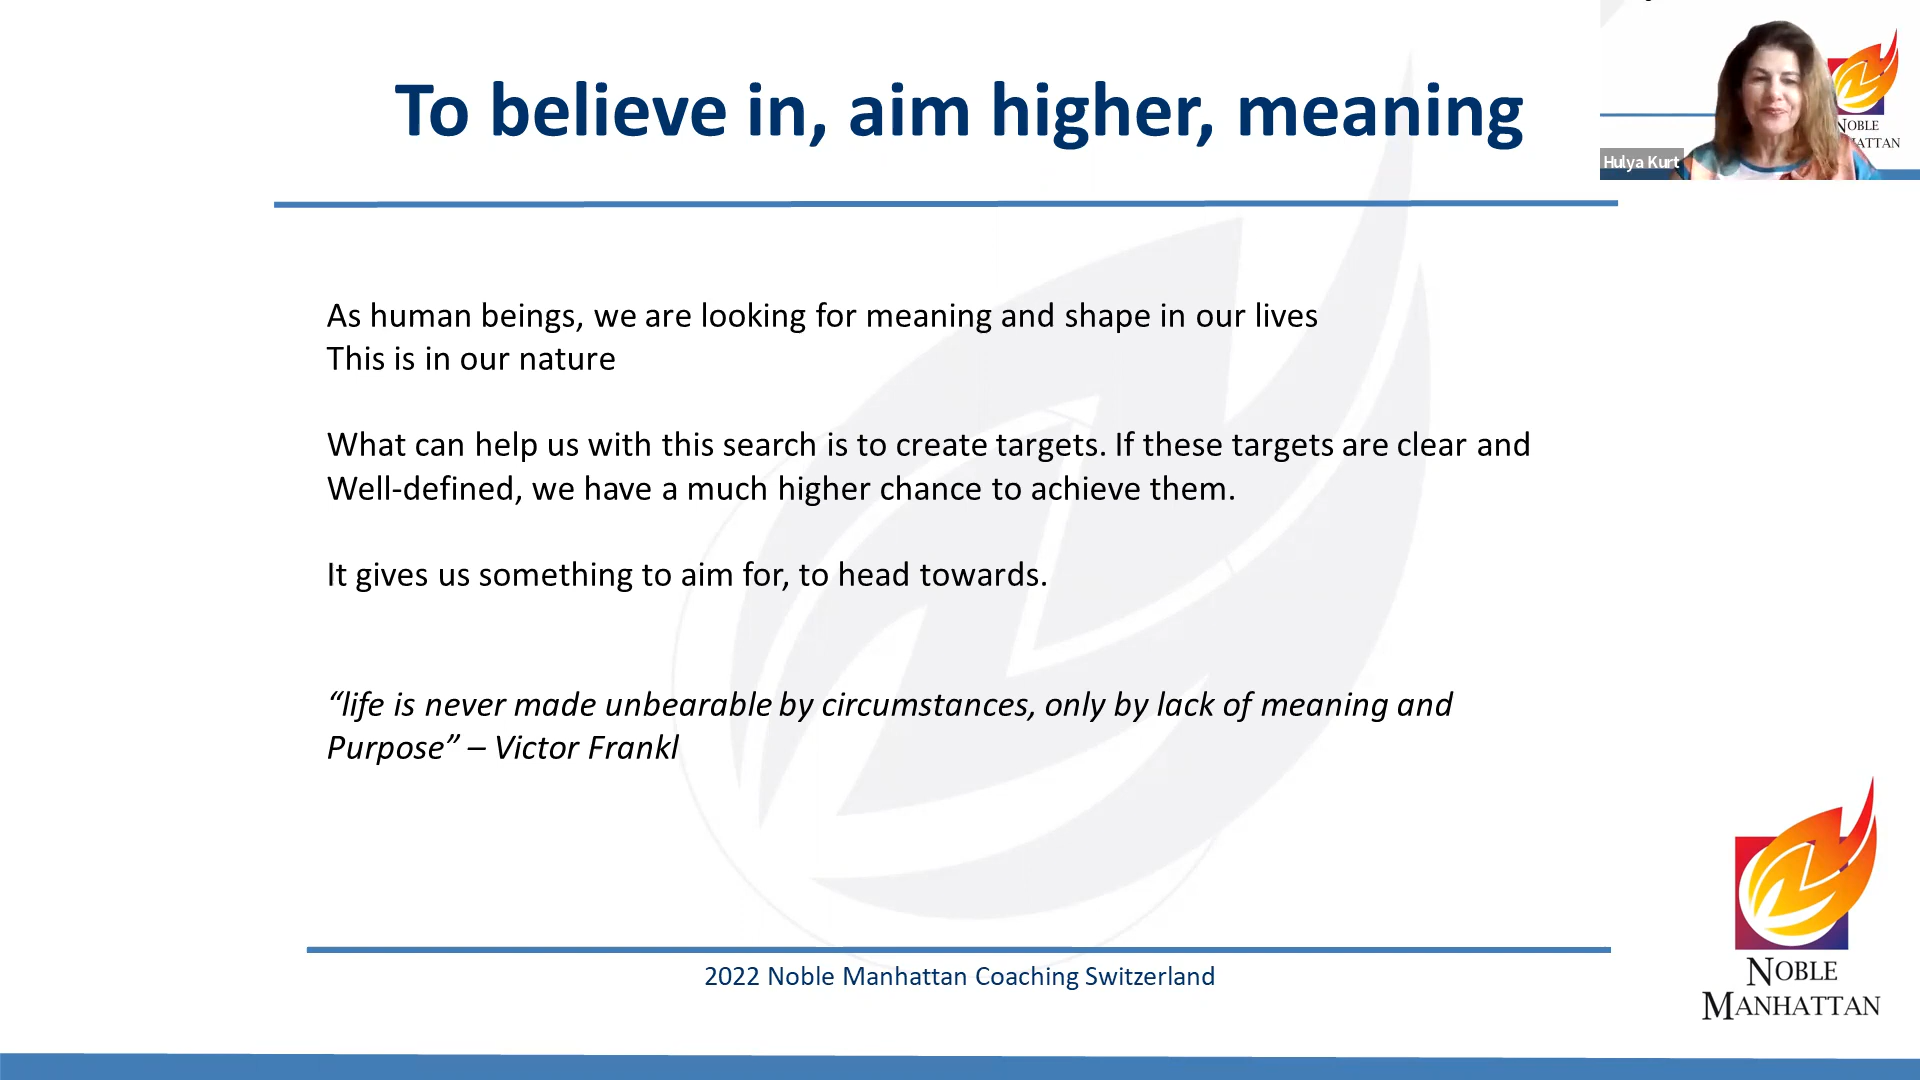 To believe in, aim higher, meaning
NOBLE
Hulya Kurt
As human beings, we are looking for meaning and shape in our lives
This is in our nature
What can help us with this search is to create targets. If these targets are clear and
Well-defined, we have a much higher chance to achieve them.
It gives us something to aim for, to head towards.
“life is never made unbearable by circumstances, only by lack of meaning and
Purpose” – Victor Frankl
2022 Noble Manhattan Coaching Switzerland
NOBLE
MANHATTAN